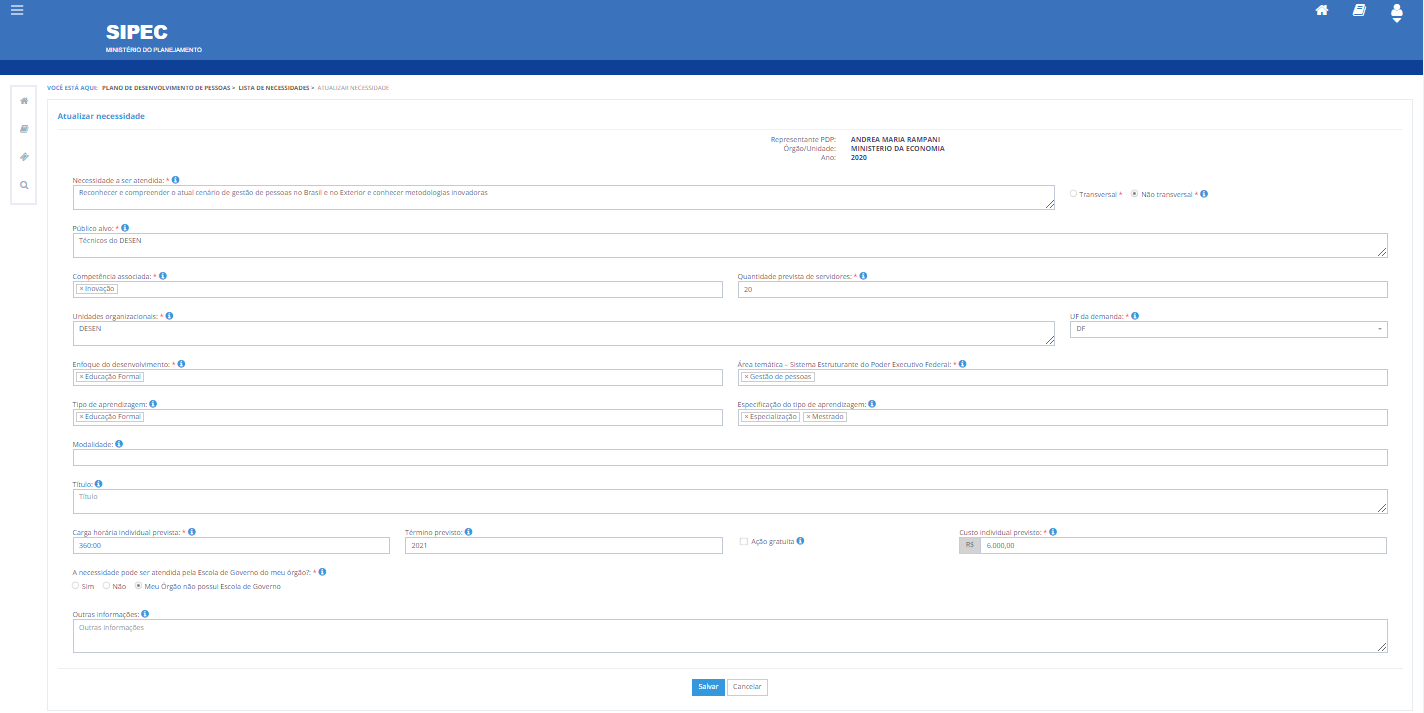 SIPEC
MINISTÉRIO DO PLANEJAMENTO
VOCÊ ESTÁ AQUI: PLANO DE DESENVOLVIMENTO DE PESSOAS > LISTA DE NECESSIDADES > ATUALIZAR NECESSIDADE
Atualizar necessidade
Representante PDP: ANDREA MARIA RAMPANI
Órgão/Unidade: MINISTERIO DA ECONOMIA
Ano: 2020
Necessidade a ser atendida: *
Reconhecer e compreender o atual cenário de gestão de pessoas no Brasil e no Exterior e conhecer metodologias inovadoras
Transversal * Não transversal *
Público alvo: *
Técnicos do DESEN
Competência associada: * Quantidade prevista de servidores: *
× Inovação 20
Unidades organizacionais: * UF da demanda: *
DESEN DF
Enfoque do desenvolvimento: * Área temática – Sistema Estruturante do Poder Executivo Federal: *
× Educação Formal × Gestão de pessoas
Tipo de aprendizagem: Especificação do tipo de aprendizagem:
× Educação Formal × Especialização × Mestrado
Modalidade:
Título:
Título
Carga horária individual prevista: * Término previsto: Ação gratuita Custo individual previsto: *
360:00 2021 R$ 6.000,00
A necessidade pode ser atendida pela Escola de Governo do meu órgão?: *
Sim Não Meu Órgão não possui Escola de Governo
Outras informações:
Outras informações
Salvar Cancelar